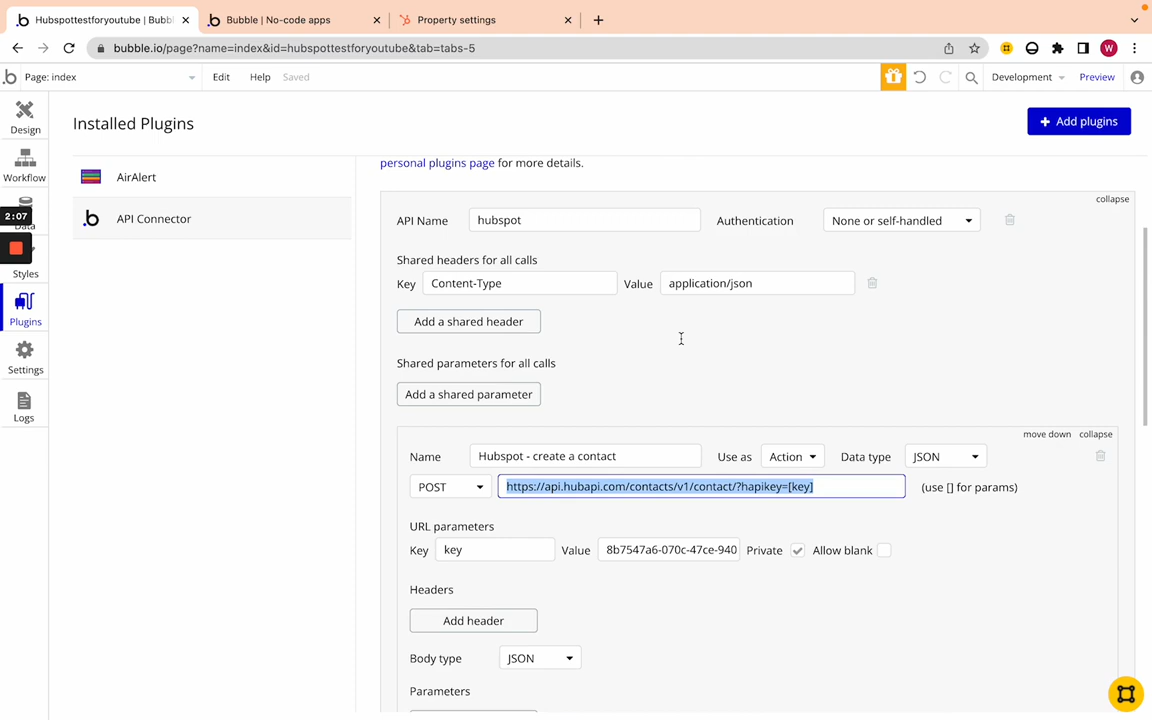 Hubspottestforyoutube | Bubbl
Bubble | No-code apps
Property settings
bubble.io/page?name=index&id=hubspottestforyoutube&tab=tabs-5
W
Page: index
Edit
Help
Saved
Development
Preview
Design
Workflow
2:07
Data
Styles
Plugins
Settings
Logs
Installed Plugins
Add plugins
AirAlert
API Connector
personal plugins page for more details.
collapse
API Name
hubspot
Authentication
None or self-handled
Shared headers for all calls
Key
Content-Type
Value
application/json
Add a shared header
Shared parameters for all calls
Add a shared parameter
move down
collapse
Name
Hubspot - create a contact
Use as
Action
Data type
JSON
POST
https://api.hubapi.com/contacts/v1/contact/?hapikey=[key]
(use [] for params)
URL parameters
Key
key
Value
8b7547a6-070c-47ce-940
Private
Allow blank
Headers
Add header
Body type
JSON
Parameters